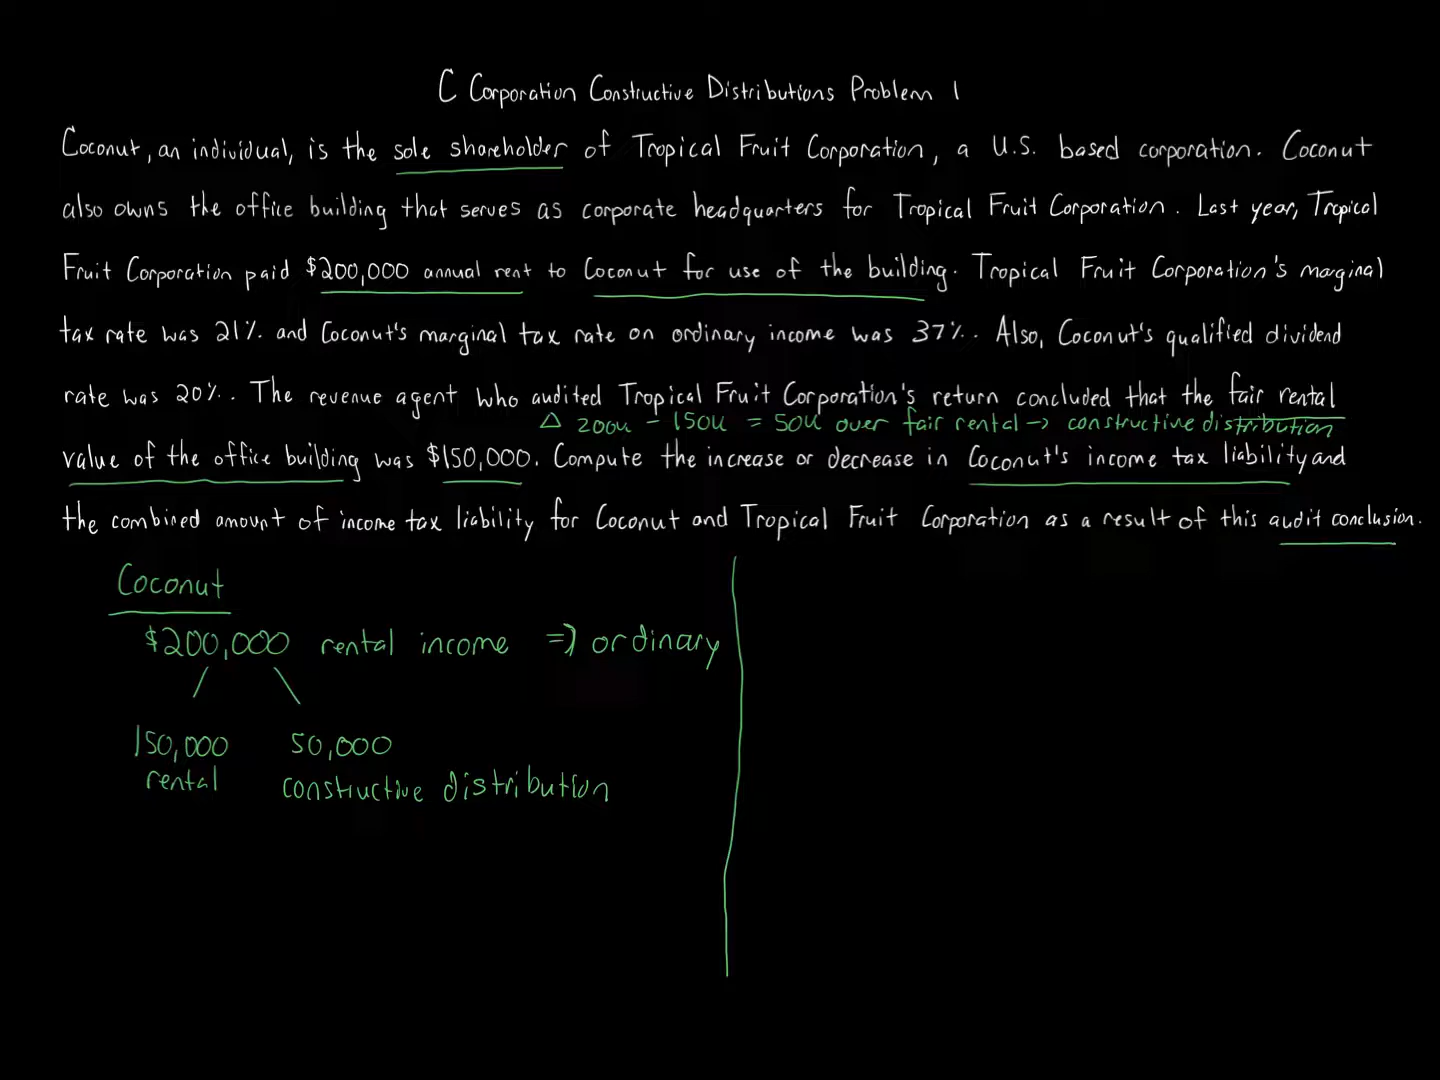 C Corporation Constructive Distributions Problem 1
Coconut, an individual, is the sole shareholder of Tropical Fruit Corporation, a U.S. based corporation. Coconut
also owns the office building that serves as corporate headquarters for Tropical Fruit Corporation. Last year, Tropical
Fruit Corporation paid $200,000 annual rent to Coconut for use of the building. Tropical Fruit Corporation's marginal
tax rate was 21%. and Coconut's marginal tax rate on ordinary income was 37%. Also, Coconut's qualified dividend
rate was 20%. The revenue agent who audited Tropical Fruit Corporation's return concluded that the fair rental
Δ 200k - 150k = 50k over fair rental → constructive distribution
value of the office building was $150,000. Compute the increase or decrease in Coconut's income tax liability and
the combined amount of income tax liability for Coconut and Tropical Fruit Corporation as a result of this audit conclusion.
Coconut
$200,000 rental income => ordinary
150,000 50,000
rental constructive distribution